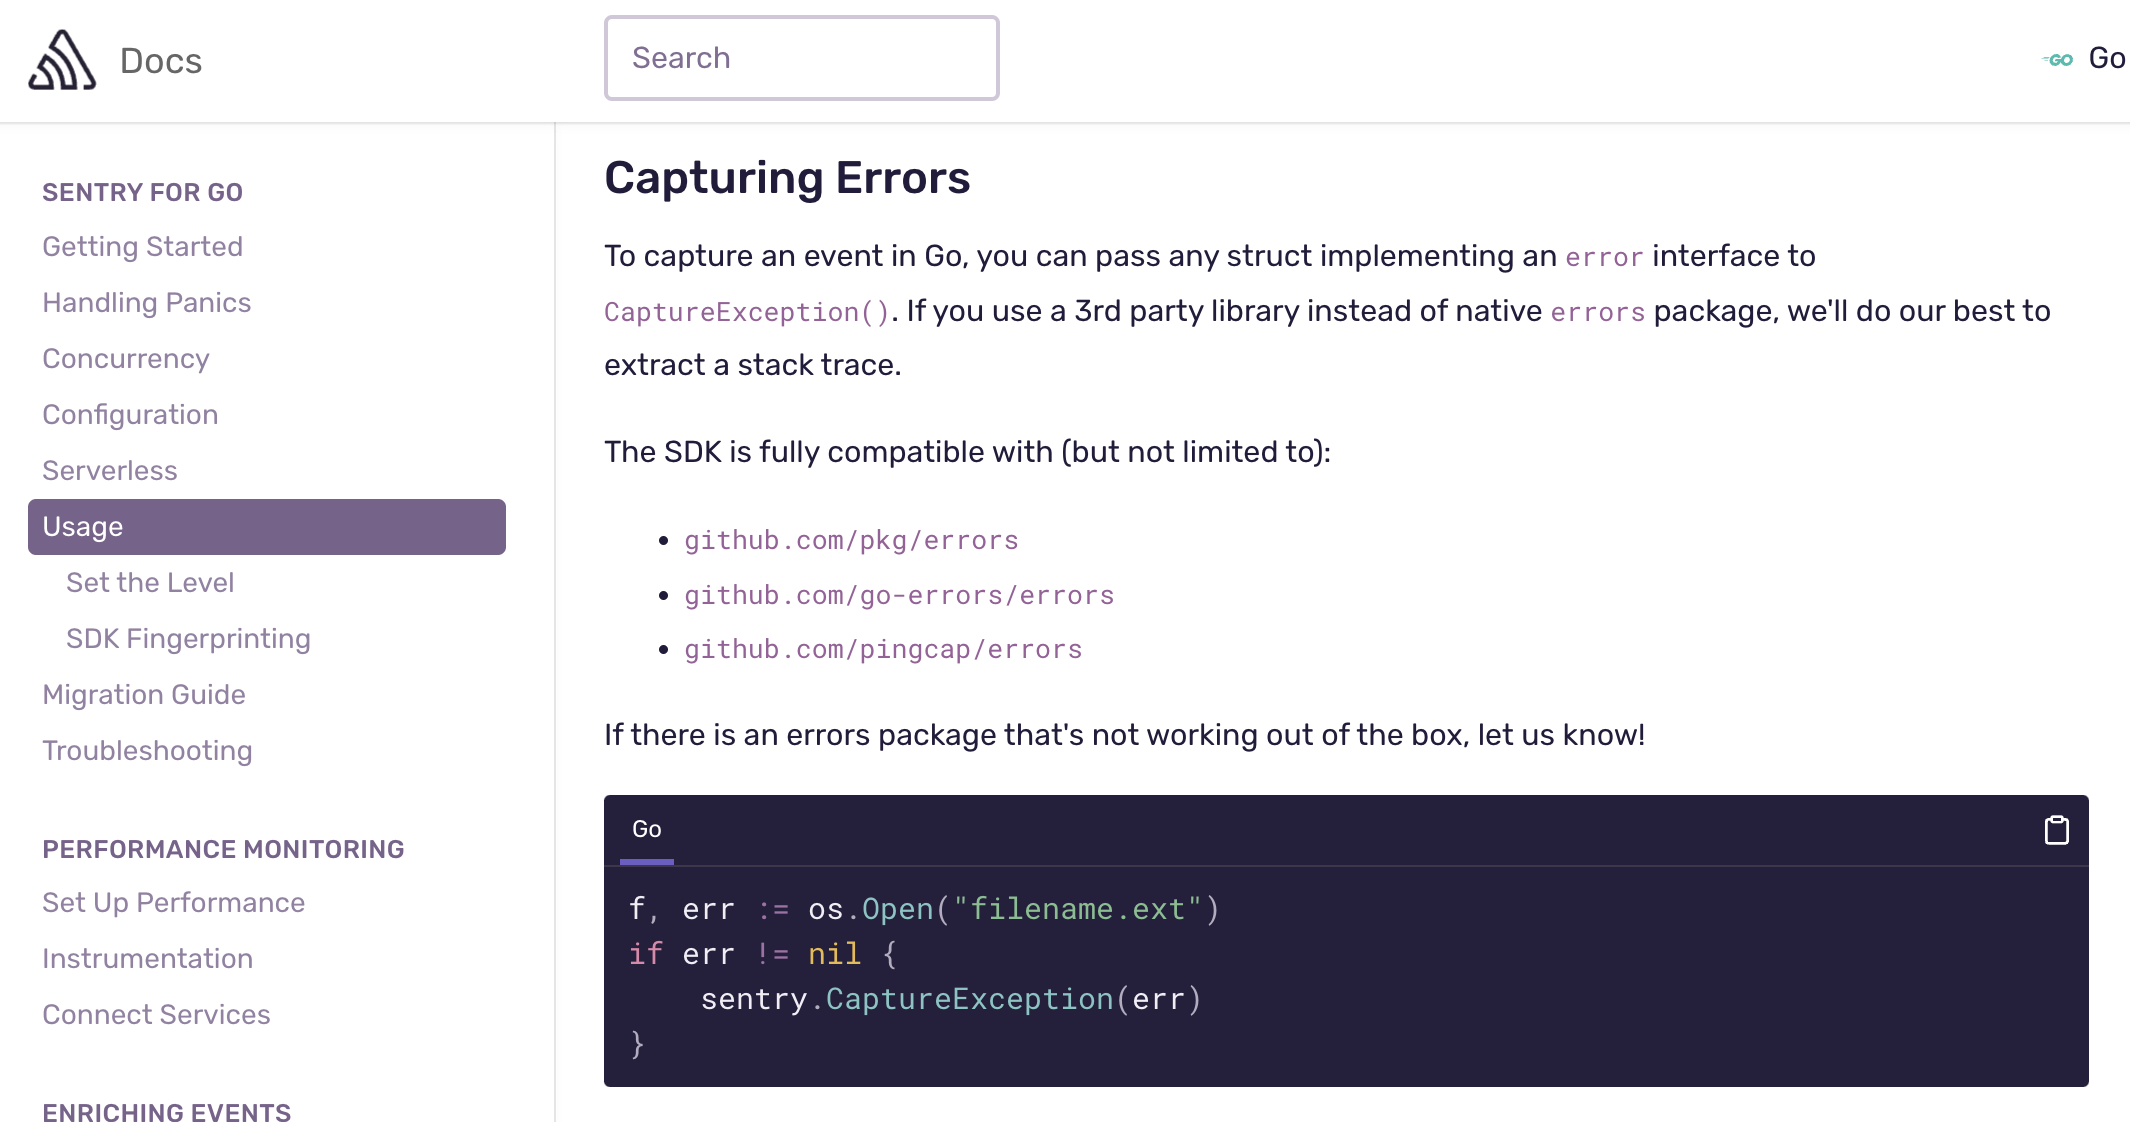 Docs
Search
GO Go
SENTRY FOR GO
Getting Started
Handling Panics
Concurrency
Configuration
Serverless
Usage
Set the Level
SDK Fingerprinting
Migration Guide
Troubleshooting
PERFORMANCE MONITORING
Set Up Performance
Instrumentation
Connect Services
ENRICHING EVENTS
Capturing Errors
To capture an event in Go, you can pass any struct implementing an error interface to
CaptureException(). If you use a 3rd party library instead of native errors package, we'll do our best to
extract a stack trace.
The SDK is fully compatible with (but not limited to):
• github.com/pkg/errors
• github.com/go-errors/errors
• github.com/pingcap/errors
If there is an errors package that's not working out of the box, let us know!
Go
f, err := os.Open("filename.ext")
if err != nil {
    sentry.CaptureException(err)
}